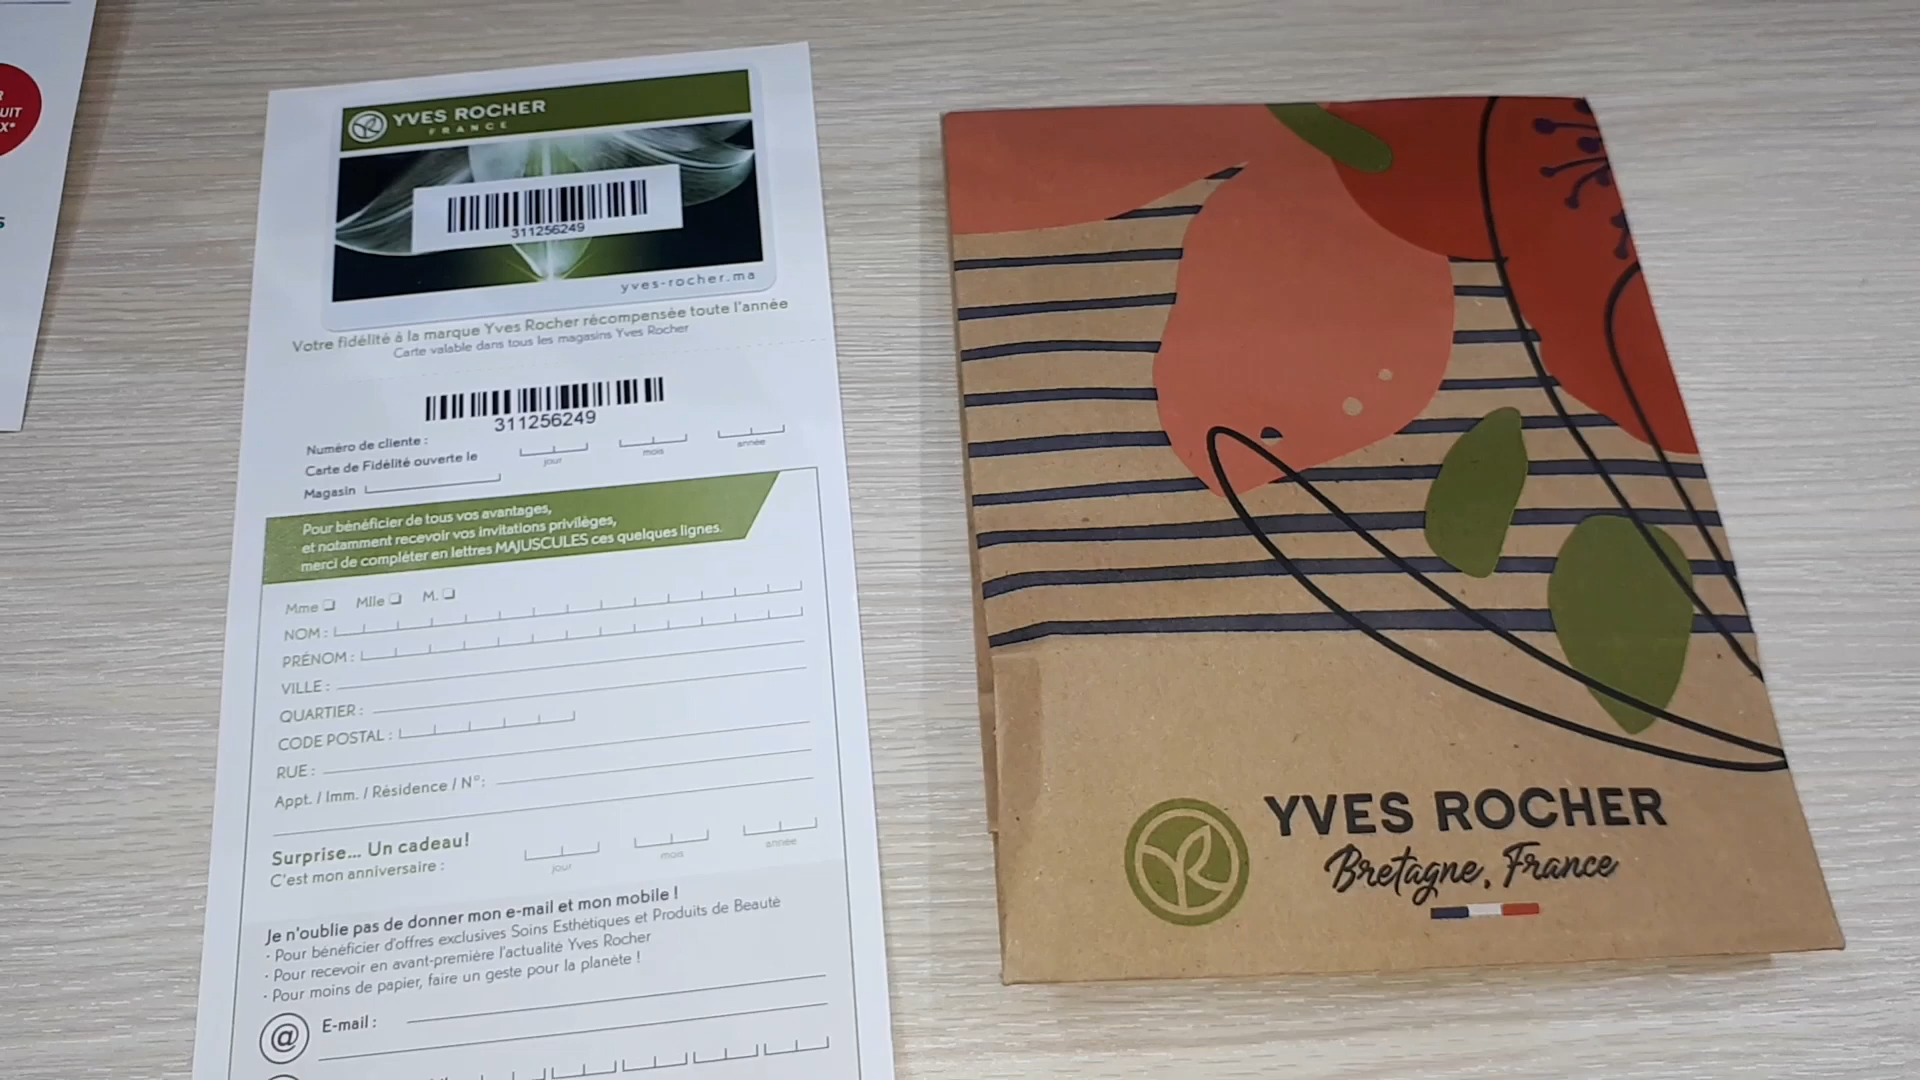 R
UIT
X*
S
YVES ROCHER
FRANCE
311256249
yves-rocher.ma
Votre fidélité à la marque Yves Rocher récompensée toute l'année
Carte valable dans tous les magasins Yves Rocher
311256249
Numéro de cliente :
Carte de Fidélité ouverte le
jour mois année
Magasin
Pour bénéficier de tous vos avantages,
et notamment recevoir vos invitations privilèges,
merci de compléter en lettres MAJUSCULES ces quelques lignes.
Mme Mlle M.
NOM :
PRÉNOM :
VILLE :
QUARTIER :
CODE POSTAL :
RUE :
Appt. / Imm. / Résidence / N° :
Surprise... Un cadeau!
C'est mon anniversaire :
jour mois année
Je n'oublie pas de donner mon e-mail et mon mobile !
· Pour bénéficier d'offres exclusives Soins Esthétiques et Produits de Beauté
· Pour recevoir en avant-première l'actualité Yves Rocher
· Pour moins de papier, faire un geste pour la planète !
@ E-mail :
YVES ROCHER
Bretagne, France